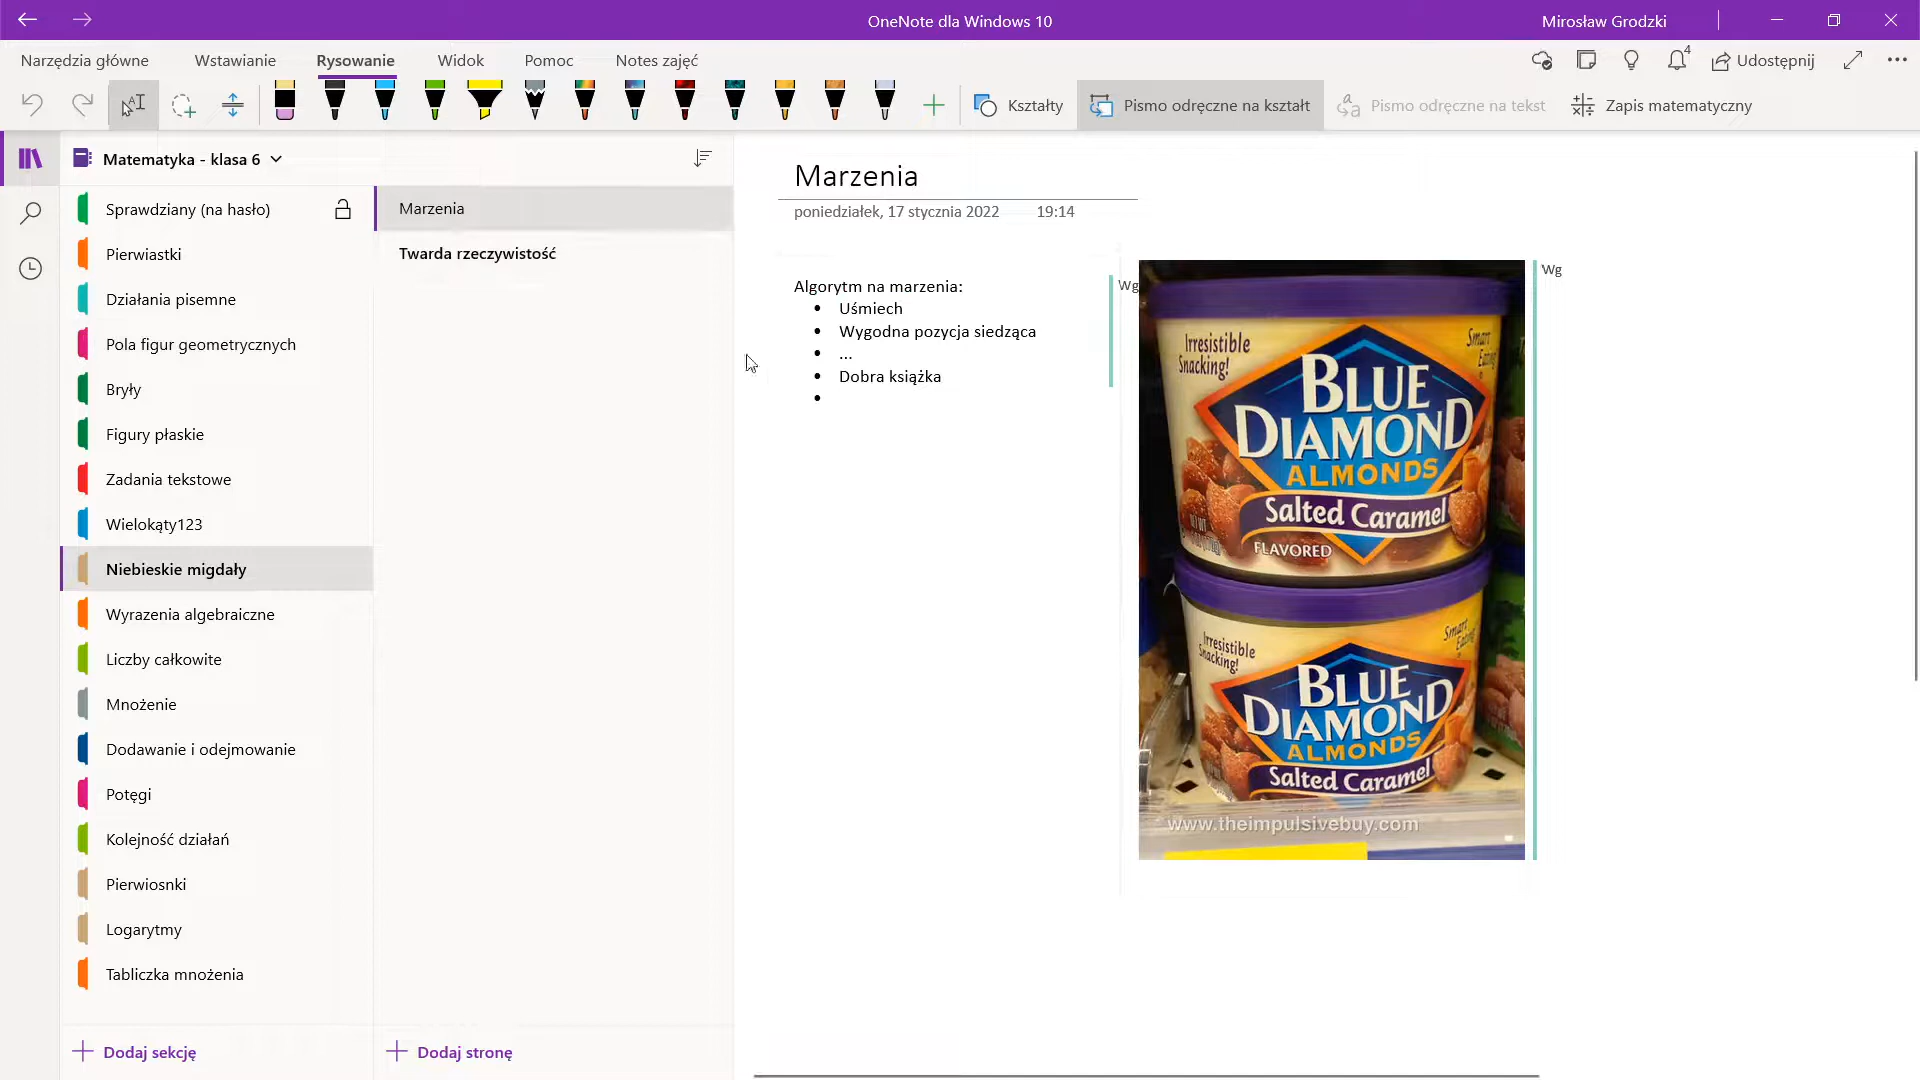 OneNote dla Windows 10
Mirosław Grodzki
Narzędzia główne
Wstawianie
Rysowanie
Widok
Pomoc
Notes zajęć
4
Udostępnij
Kształty
Pismo odręczne na kształt
Pismo odręczne na tekst
Zapis matematyczny
Matematyka - klasa 6
Sprawdziany (na hasło)
Pierwiastki
Działania pisemne
Pola figur geometrycznych
Bryły
Figury płaskie
Zadania tekstowe
Wielokąty123
Niebieskie migdały
Wyrazenia algebraiczne
Liczby całkowite
Mnożenie
Dodawanie i odejmowanie
Potęgi
Kolejność działań
Pierwiosnki
Logarytmy
Tabliczka mnożenia
Dodaj sekcję
Marzenia
Twarda rzeczywistość
Dodaj stronę
Marzenia
poniedziałek, 17 stycznia 2022 19:14
Algorytm na marzenia:
• Uśmiech
• Wygodna pozycja siedząca
• ...
• Dobra książka
•
Wg
Irresistible
Snacking!
Smart
Eating
BLUE
DIAMOND
ALMONDS
Salted Caramel
FLAVORED
Irresistible
Snacking!
Smart
Eating
BLUE
DIAMOND
ALMONDS
Salted Caramel
www.theimpulsivebuy.com
Wg